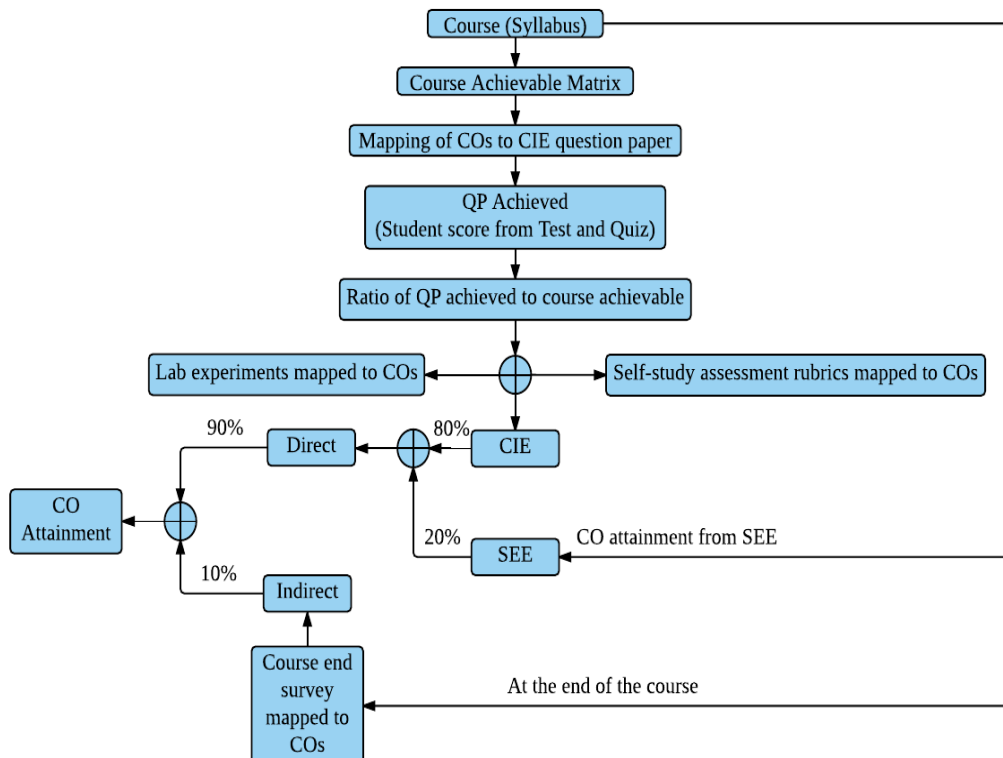 Course (Syllabus)
Course Achievable Matrix
Mapping of COs to CIE question paper
QP Achieved
(Student score from Test and Quiz)
Ratio of QP achieved to course achievable
Lab experiments mapped to COs
Self-study assessment rubrics mapped to COs
90%
Direct
80%
CIE
CO
Attainment
20%
SEE
CO attainment from SEE
10%
Indirect
Course end
survey
mapped to
COs
At the end of the course